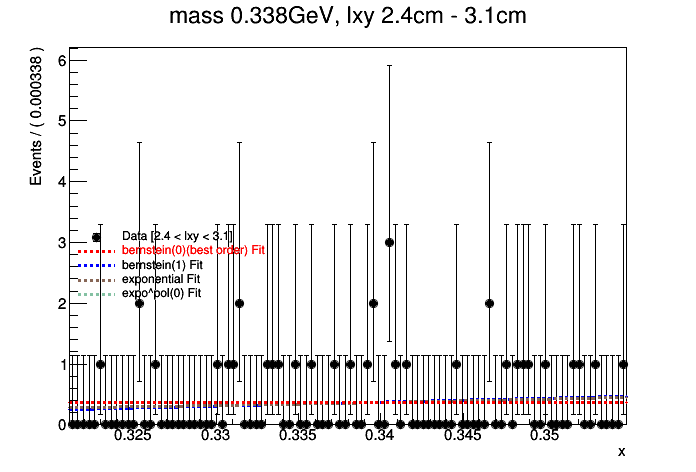 mass 0.338GeV, lxy 2.4cm - 3.1cm
Events / ( 0.000338 )
6
5
4
3
2
1
0
Data [2.4 < lxy < 3.1]
bernstein(0)(best order) Fit
bernstein(1) Fit
exponential Fit
expo^pol(0) Fit
0.325 0.33 0.335 0.34 0.345 0.35
x